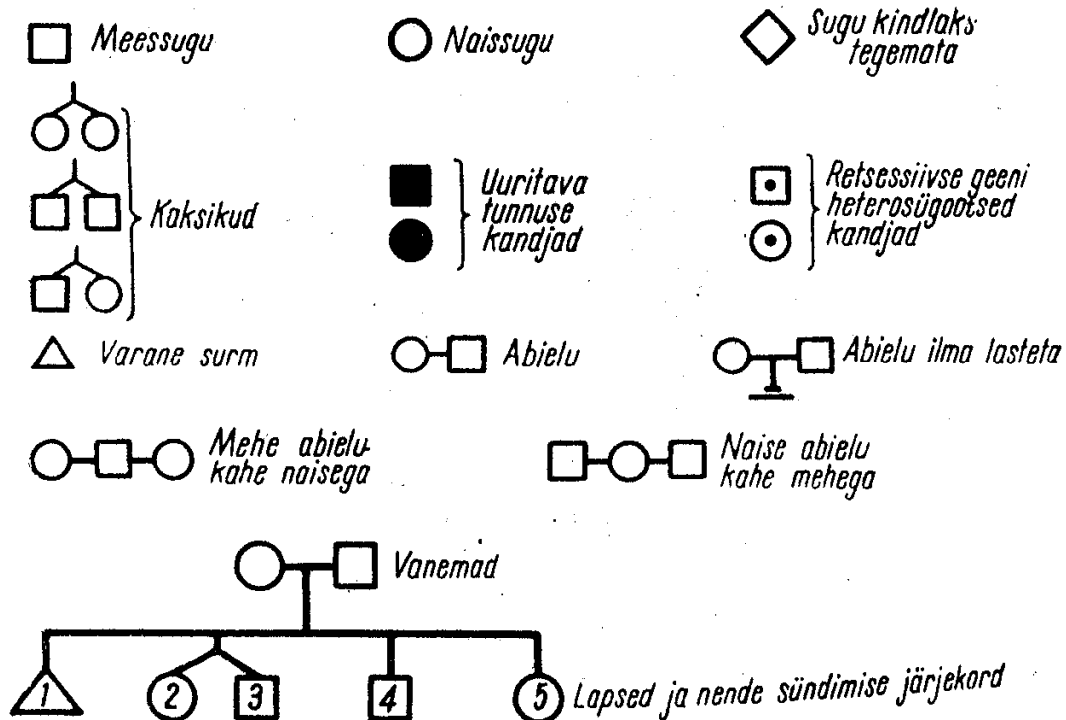 Meessugu
Naissugu
Sugu kindlaks
tegemata
Kaksikud
Uuritava
tunnuse
kandjad
Retsessiivse geeni
heterosügootsed
kandjad
Varane surm
Abielu
Abielu ilma lasteta
Mehe abielu
kahe naisega
Naise abielu
kahe mehega
Vanemad
1 2 3 4 5 Lapsed ja nende sündimise järjekord